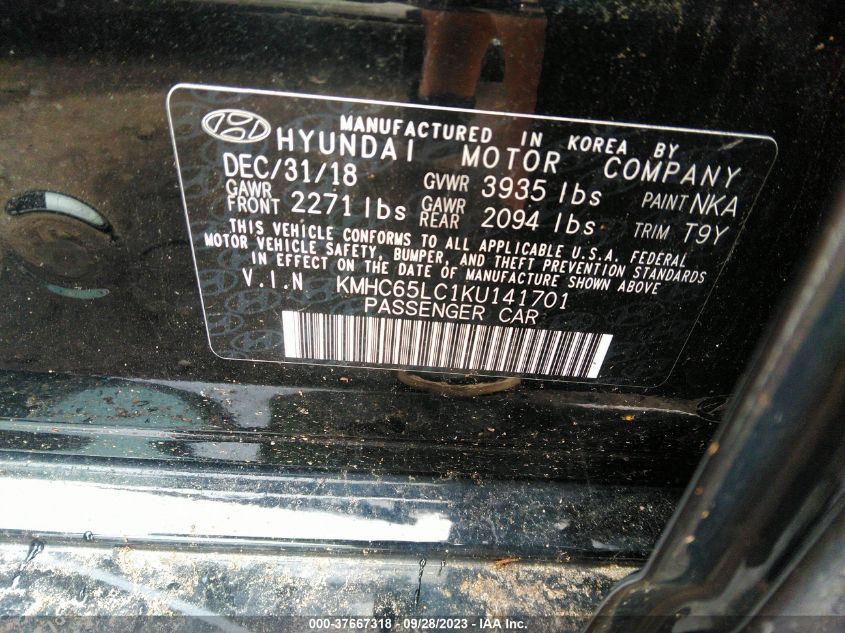 MANUFACTURED IN KOREA BY
HYUNDAI MOTOR COMPANY
DEC/31/18 GVWR 3935 lbs PAINT NKA
GAWR FRONT 2271 lbs GAWR REAR 2094 lbs TRIM T9Y
THIS VEHICLE CONFORMS TO ALL APPLICABLE U.S.A. FEDERAL
MOTOR VEHICLE SAFETY, BUMPER, AND THEFT PREVENTION STANDARDS
IN EFFECT ON THE DATE OF MANUFACTURE SHOWN ABOVE
V.I.N KMHC65LC1KU141701
PASSENGER CAR
000-37667318 - 09/28/2023 - IAA Inc.